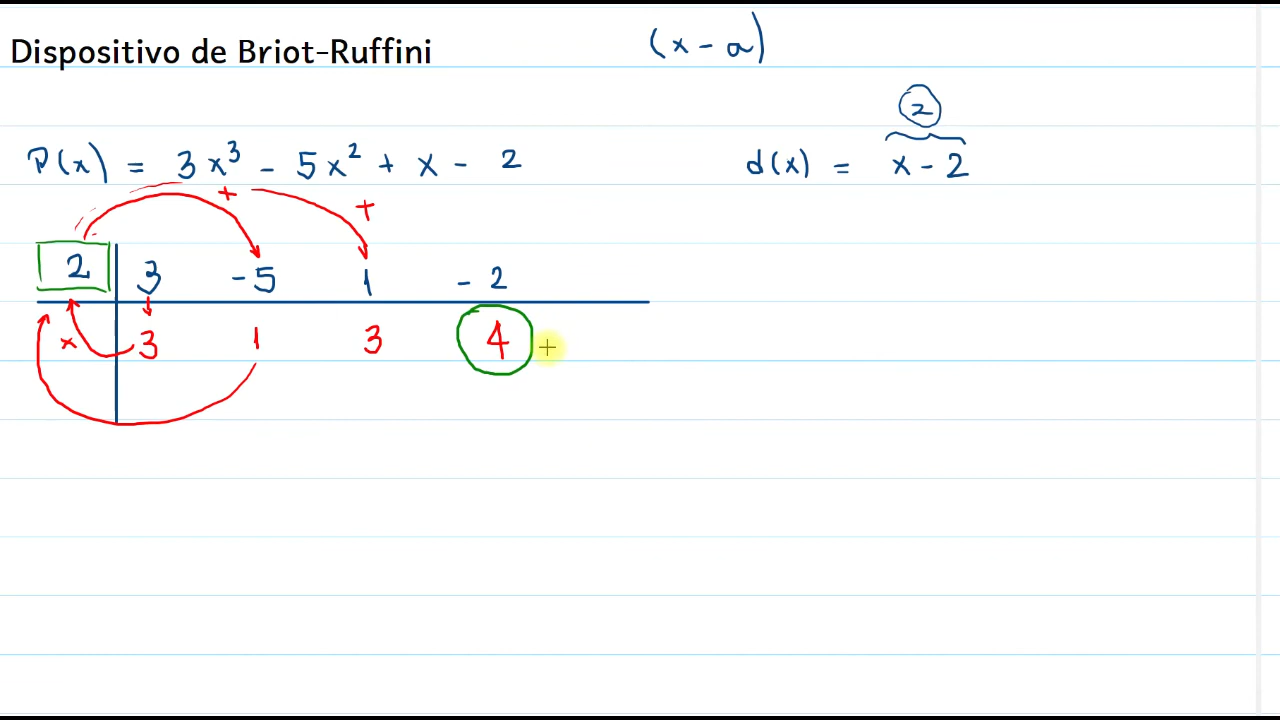 Dispositivo de Briot-Ruffini (x - a)
2
P(x) = 3x³ - 5x² + x - 2 d(x) = x - 2
+ +
2 3 -5 1 -2
x 3 1 3 4